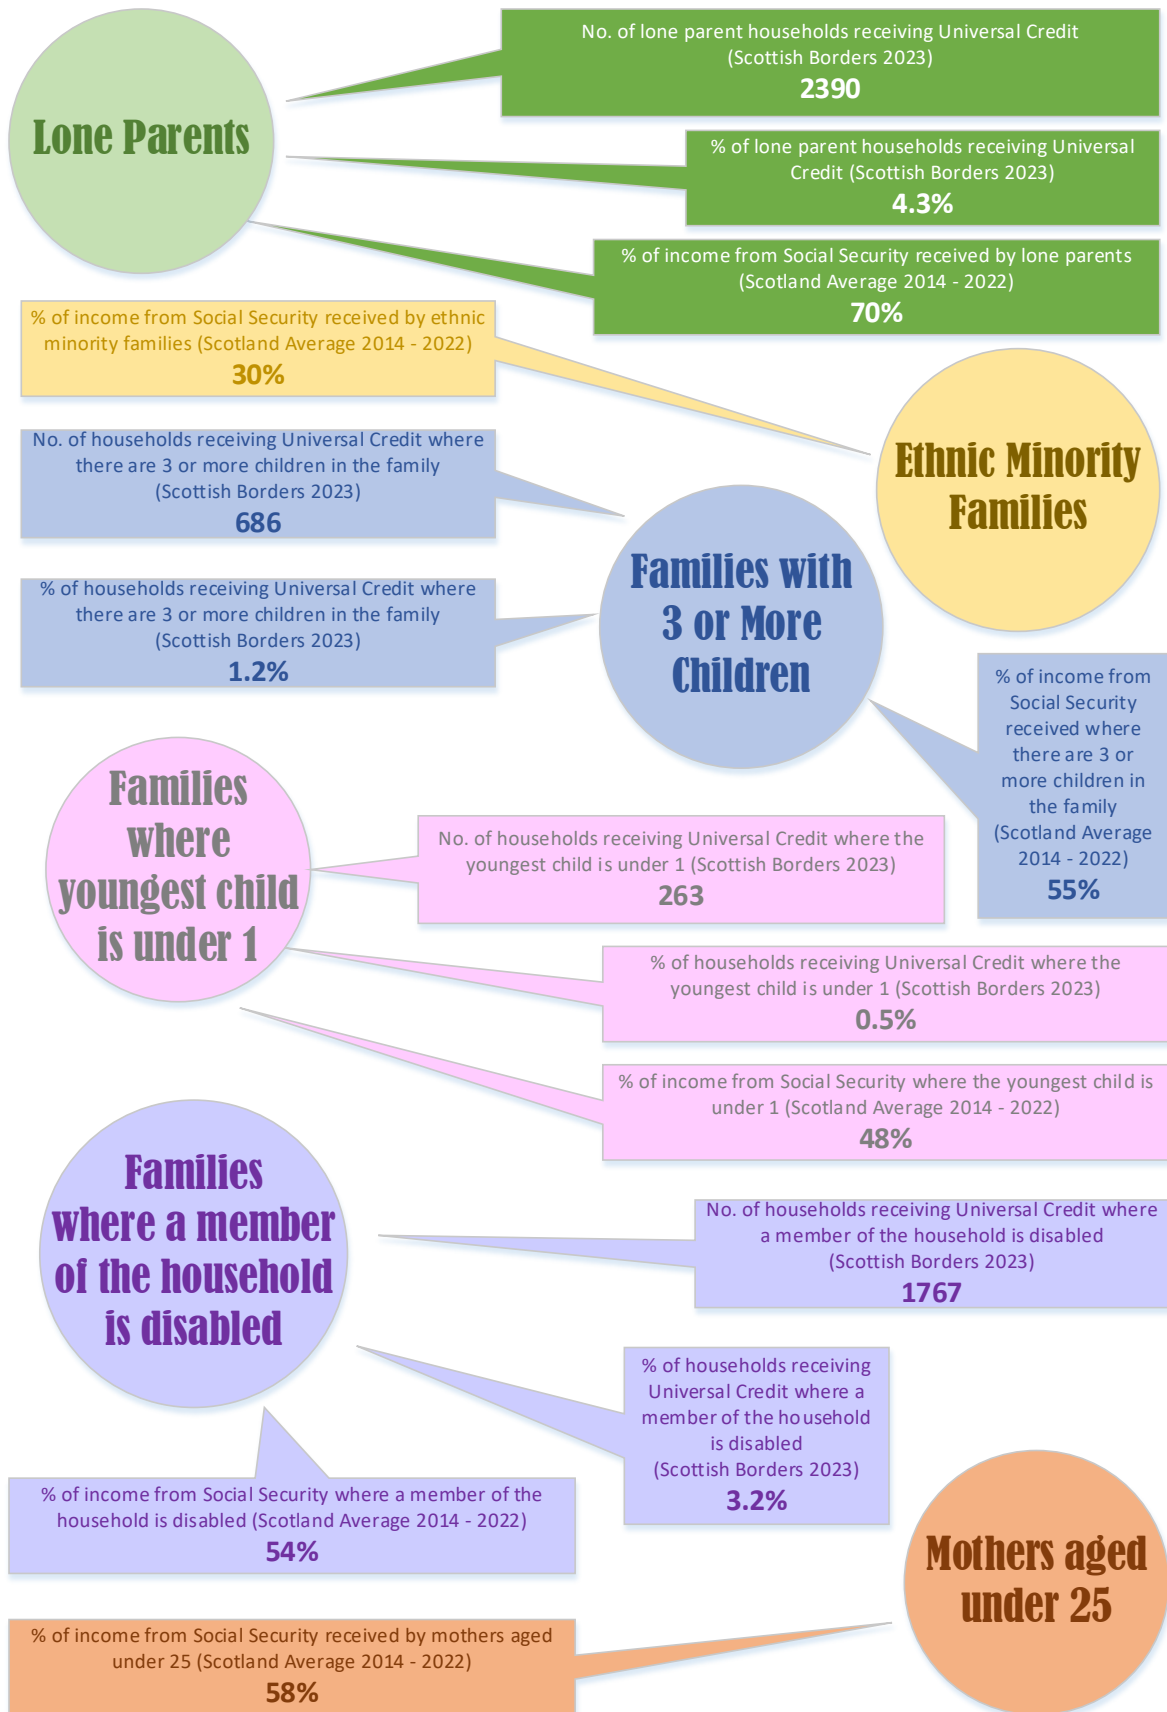 Lone Parents
No. of lone parent households receiving Universal Credit
(Scottish Borders 2023)
2390
% of lone parent households receiving Universal
Credit (Scottish Borders 2023)
4.3%
% of income from Social Security received by lone parents
(Scotland Average 2014 - 2022)
70%
% of income from Social Security received by ethnic
minority families (Scotland Average 2014 - 2022)
30%
Ethnic Minority
Families
No. of households receiving Universal Credit where
there are 3 or more children in the family
(Scottish Borders 2023)
686
Families with
3 or More
Children
% of households receiving Universal Credit where
there are 3 or more children in the family
(Scottish Borders 2023)
1.2%
% of income from
Social Security
received where
there are 3 or
more children in
the family
(Scotland Average
2014 - 2022)
55%
Families
where
youngest child
is under 1
No. of households receiving Universal Credit where the
youngest child is under 1 (Scottish Borders 2023)
263
% of households receiving Universal Credit where the
youngest child is under 1 (Scottish Borders 2023)
0.5%
% of income from Social Security where the youngest child is
under 1 (Scotland Average 2014 - 2022)
48%
Families
where a member
of the household
is disabled
No. of households receiving Universal Credit where
a member of the household is disabled
(Scottish Borders 2023)
1767
% of households receiving
Universal Credit where a
member of the household
is disabled
(Scottish Borders 2023)
3.2%
% of income from Social Security where a member of the
household is disabled (Scotland Average 2014 - 2022)
54%
Mothers aged
under 25
% of income from Social Security received by mothers aged
under 25 (Scotland Average 2014 - 2022)
58%